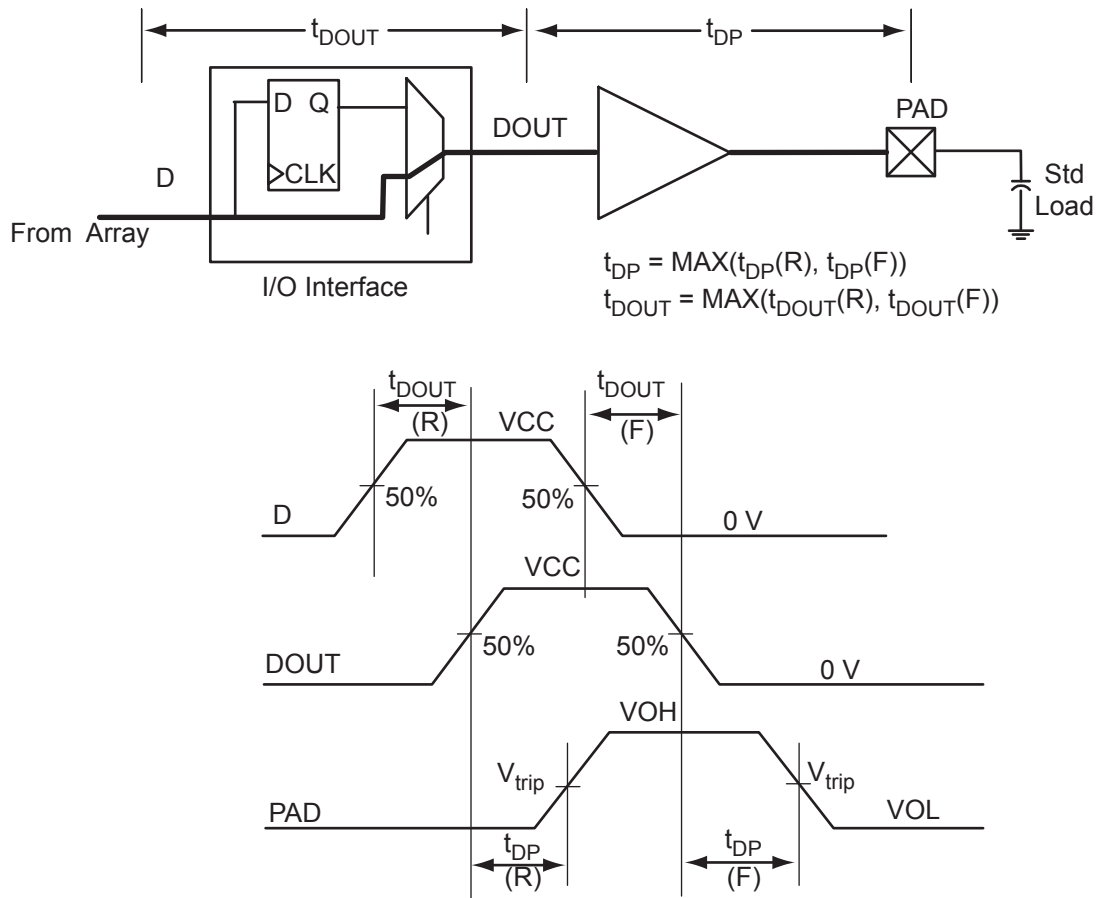 tDOUT
tDP
D Q
CLK
D
From Array
I/O Interface
DOUT
PAD
Std
Load
tDP = MAX(tDP(R), tDP(F))
tDOUT = MAX(tDOUT(R), tDOUT(F))
tDOUT
(R)
tDOUT
(F)
VCC
50%
50%
D
0 V
VCC
50%
50%
DOUT
0 V
VOH
Vtrip
Vtrip
PAD
VOL
tDP
(R)
tDP
(F)